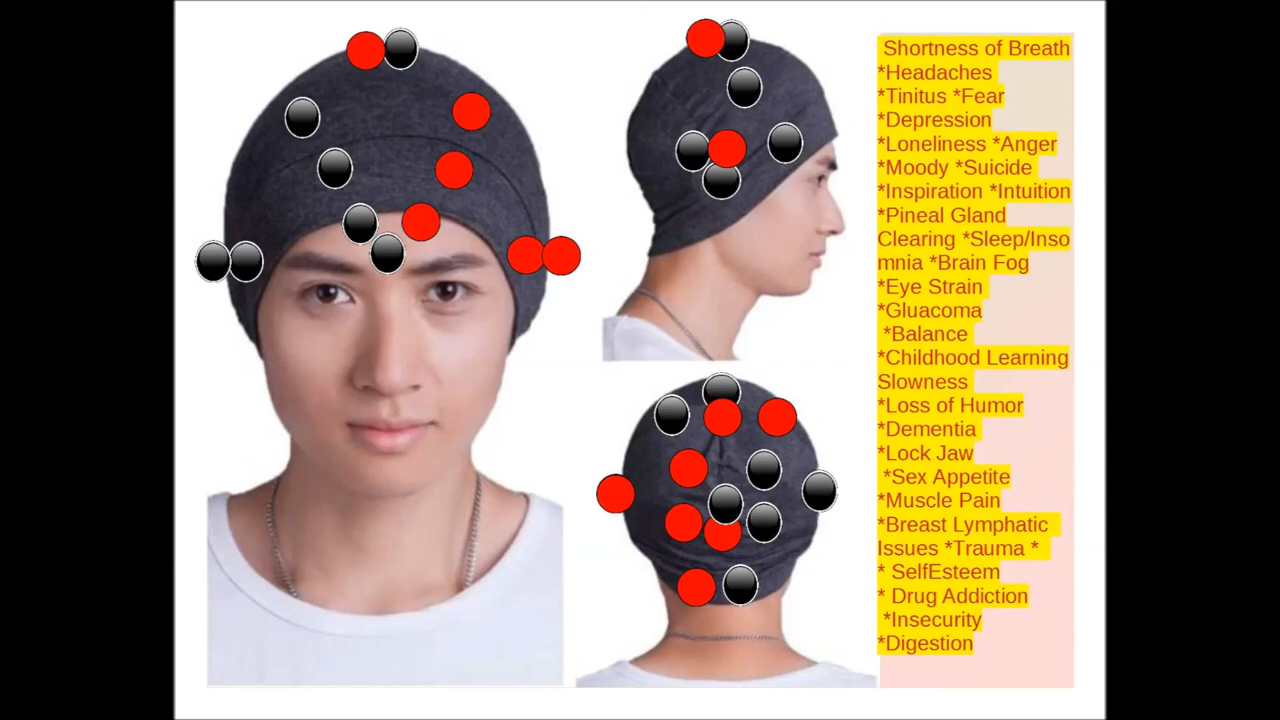 Shortness of Breath
*Headaches
*Tinitus *Fear
*Depression
*Loneliness *Anger
*Moody *Suicide
*Inspiration *Intuition
*Pineal Gland
Clearing *Sleep/Inso
mnia *Brain Fog
*Eye Strain
*Gluacoma
*Balance
*Childhood Learning
Slowness
*Loss of Humor
*Dementia
*Lock Jaw
*Sex Appetite
*Muscle Pain
*Breast Lymphatic
Issues *Trauma *
* SelfEsteem
* Drug Addiction
*Insecurity
*Digestion